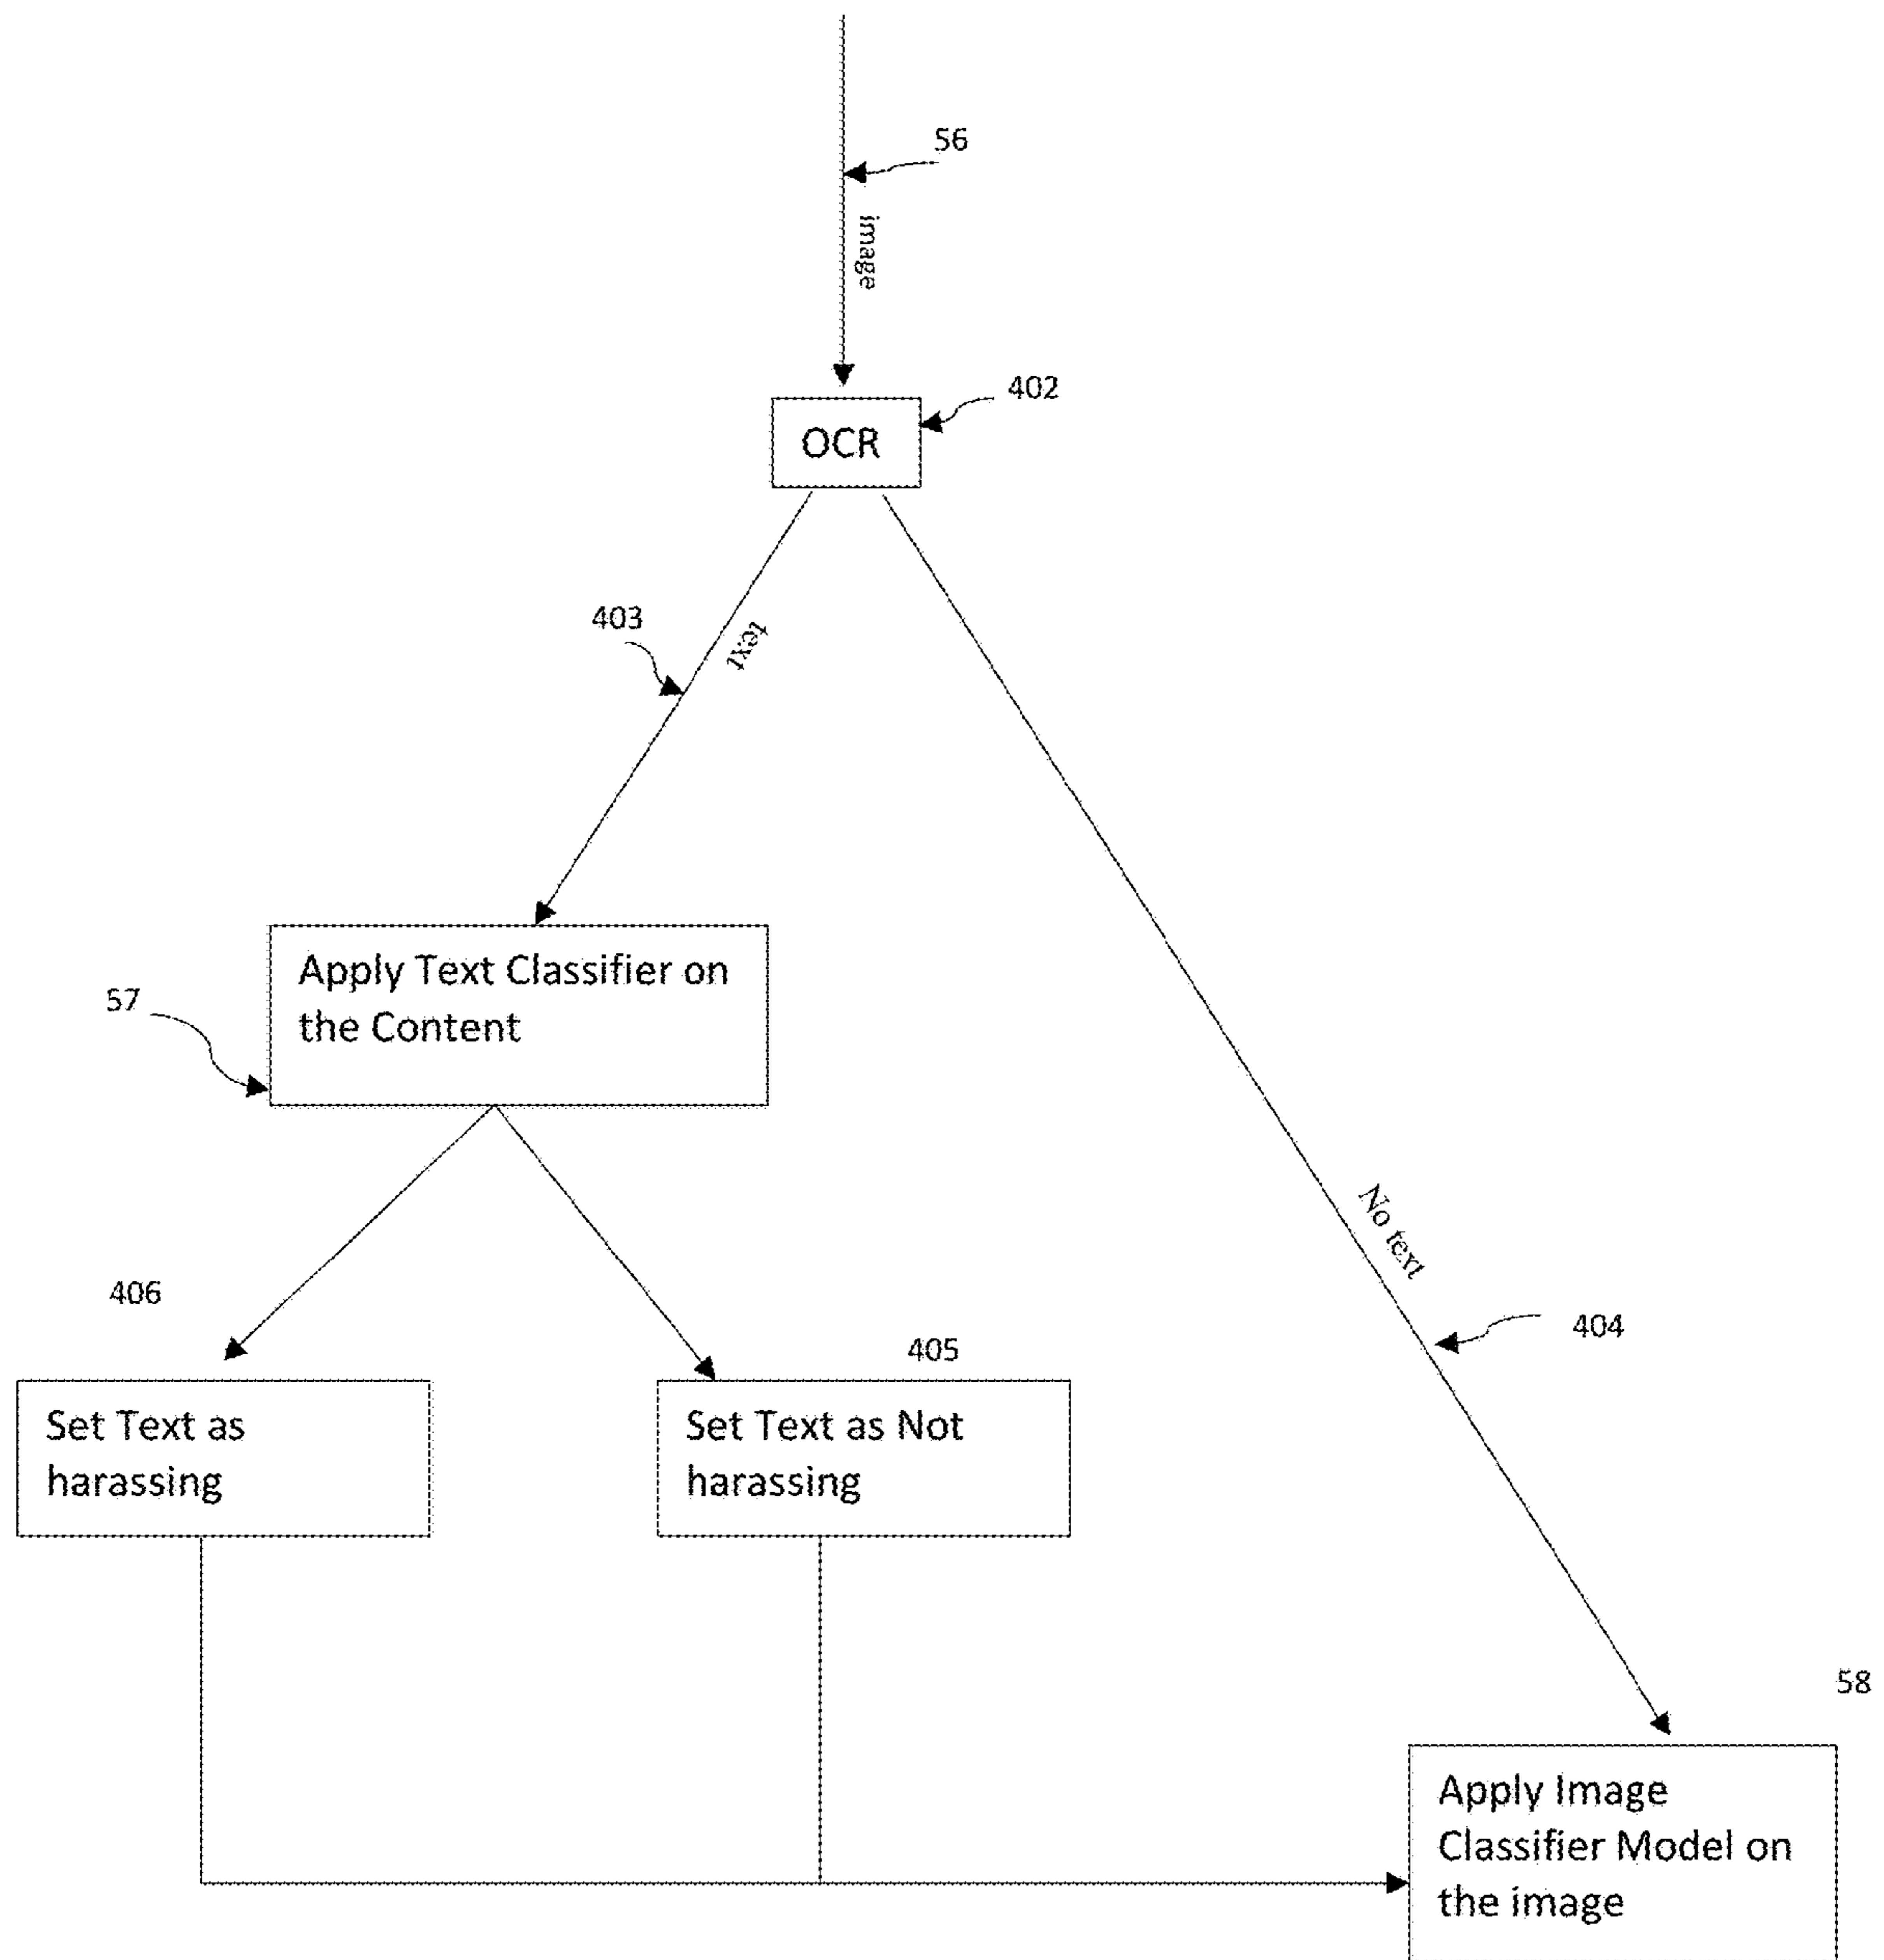 56
image
402
OCR
403
text
Apply Text Classifier on
the Content
57
No text
406
404
405
Set Text as
harassing
Set Text as Not
harassing
58
Apply Image
Classifier Model on
the image